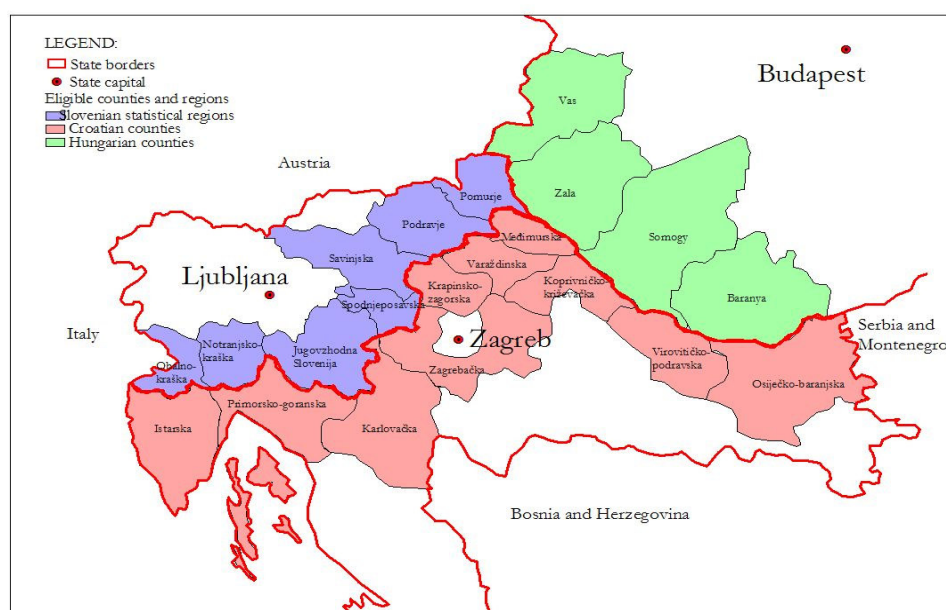 LEGEND:
State borders
State capital
Eligible counties and regions
Slovenian statistical regions
Croatian counties
Hungarian counties
Budapest
Vas
Austria
Zala
Pomurje
Podravje
Međimurska
Somogy
Savinjska
Varaždinska
Ljubljana
Krapinsko-
zagorska
Koprivničko-
križevačka
Baranya
Spodnjeposavska
Italy
Serbia and
Montenegro
Notranjsko-
kraška
Jugovzhodna
Slovenija
Zagreb
Virovitičko-
podravska
Obalno-
kraška
Zagrebačka
Osiječko-baranjska
Primorsko-goranska
Istarska
Karlovačka
Bosnia and Herzegovina